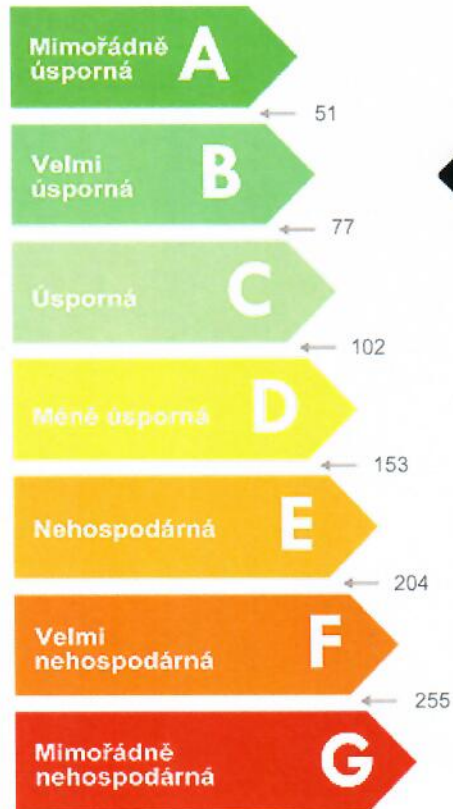 Mimořádně
úsporná
A
51
Velmi
úsporná
B
77
Úsporná
C
102
Méně úsporná
D
153
Nehospodárná
E
204
Velmi
nehospodárná
F
255
Mimořádně
nehospodárná
G